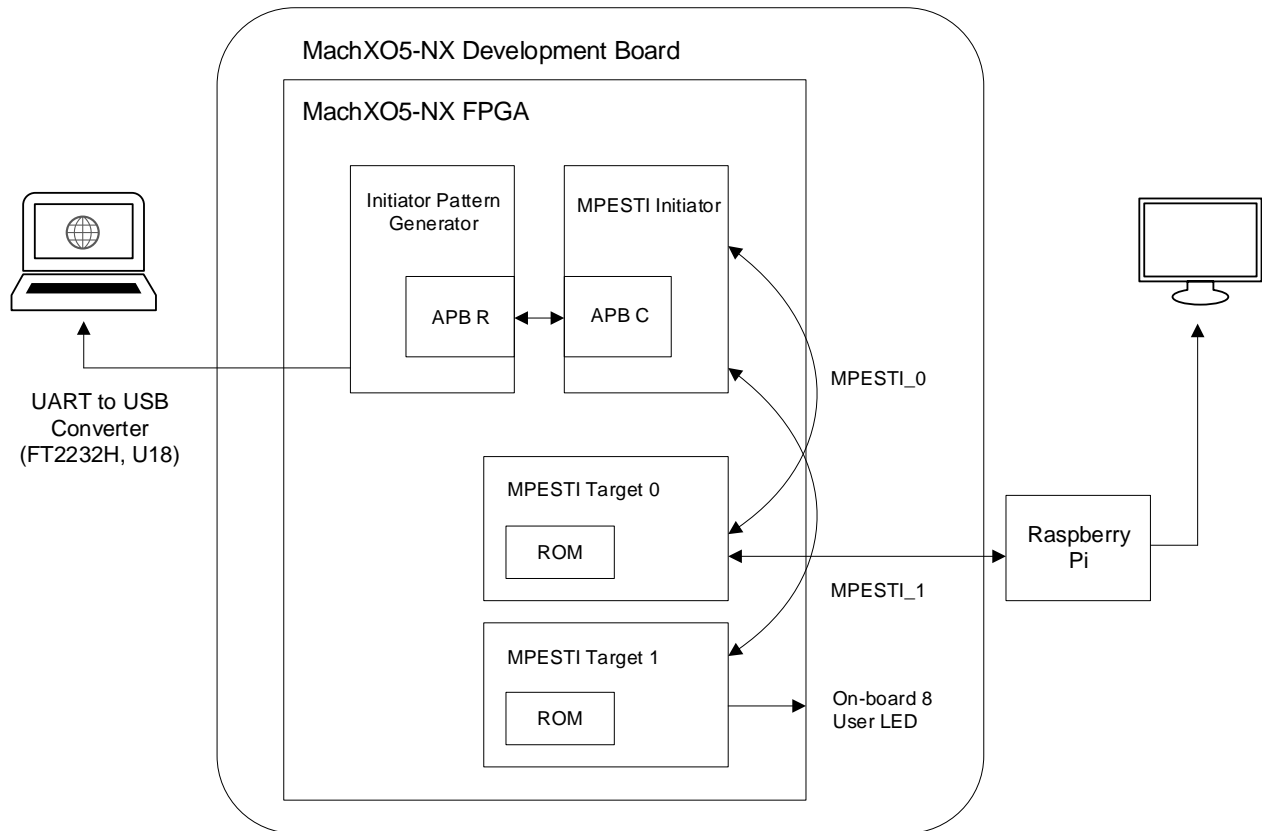 MachXO5-NX Development Board
MachXO5-NX FPGA
Initiator Pattern
Generator
MPESTI Initiator
APB R
APB C
MPESTI_0
UART to USB
Converter
(FT2232H, U18)
MPESTI Target 0
ROM
Raspberry
Pi
MPESTI_1
MPESTI Target 1
ROM
On-board 8
User LED